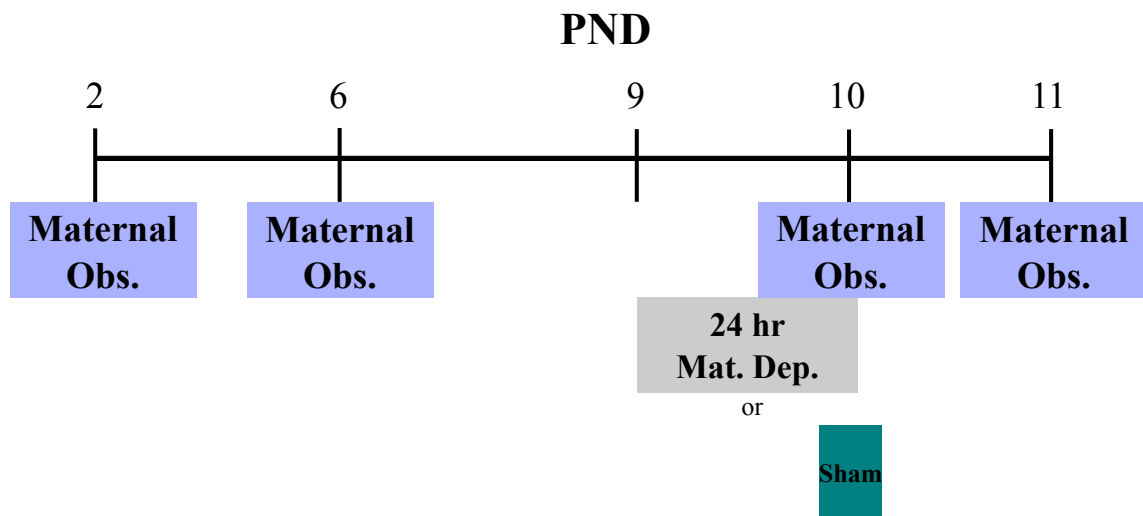 PND
2 6 9 10 11
Maternal Maternal Maternal Maternal
Obs. Obs. Obs. Obs.
24 hr
Mat. Dep.
or
Sham